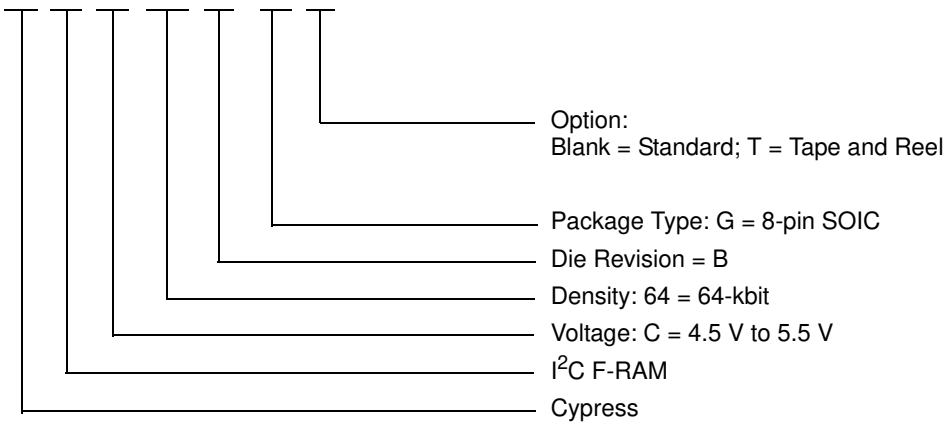 Option:
Blank = Standard; T = Tape and Reel
Package Type: G = 8-pin SOIC
Die Revision = B
Density: 64 = 64-kbit
Voltage: C = 4.5 V to 5.5 V
I²C F-RAM
Cypress